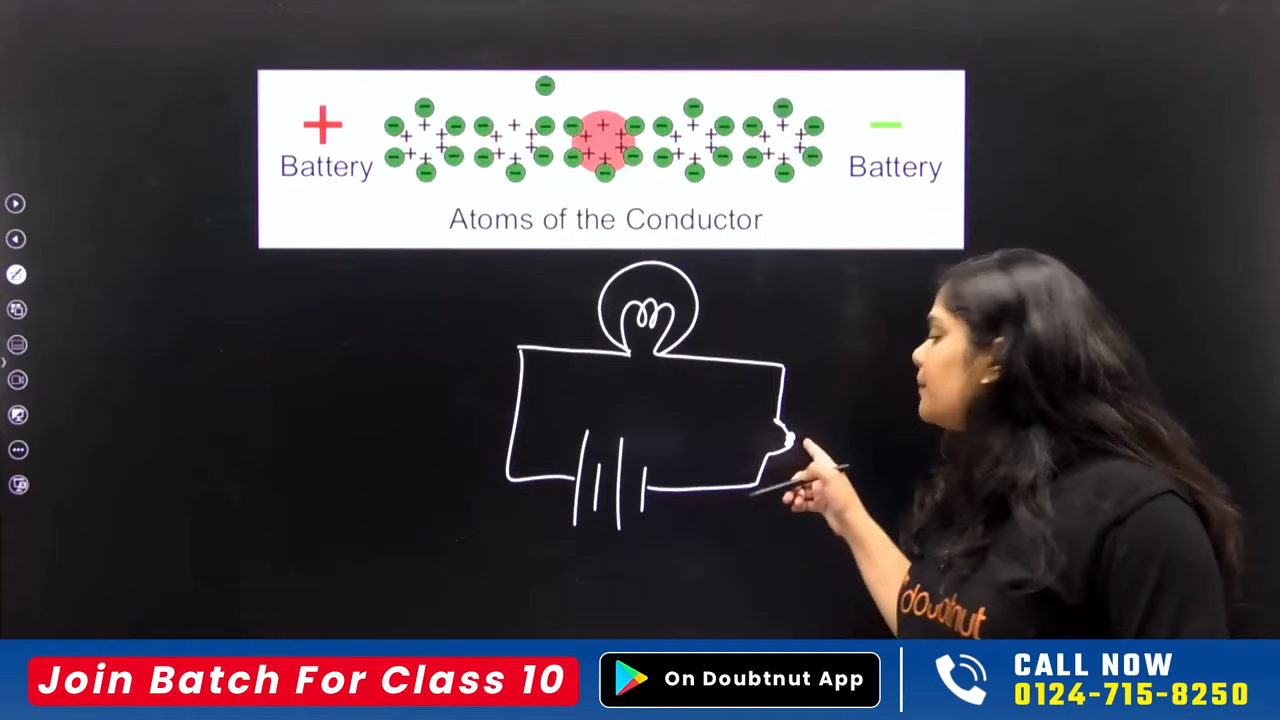 + Battery
− Battery
Atoms of the Conductor
doubtnut
Join Batch For Class 10
On Doubtnut App
CALL NOW
0124-715-8250